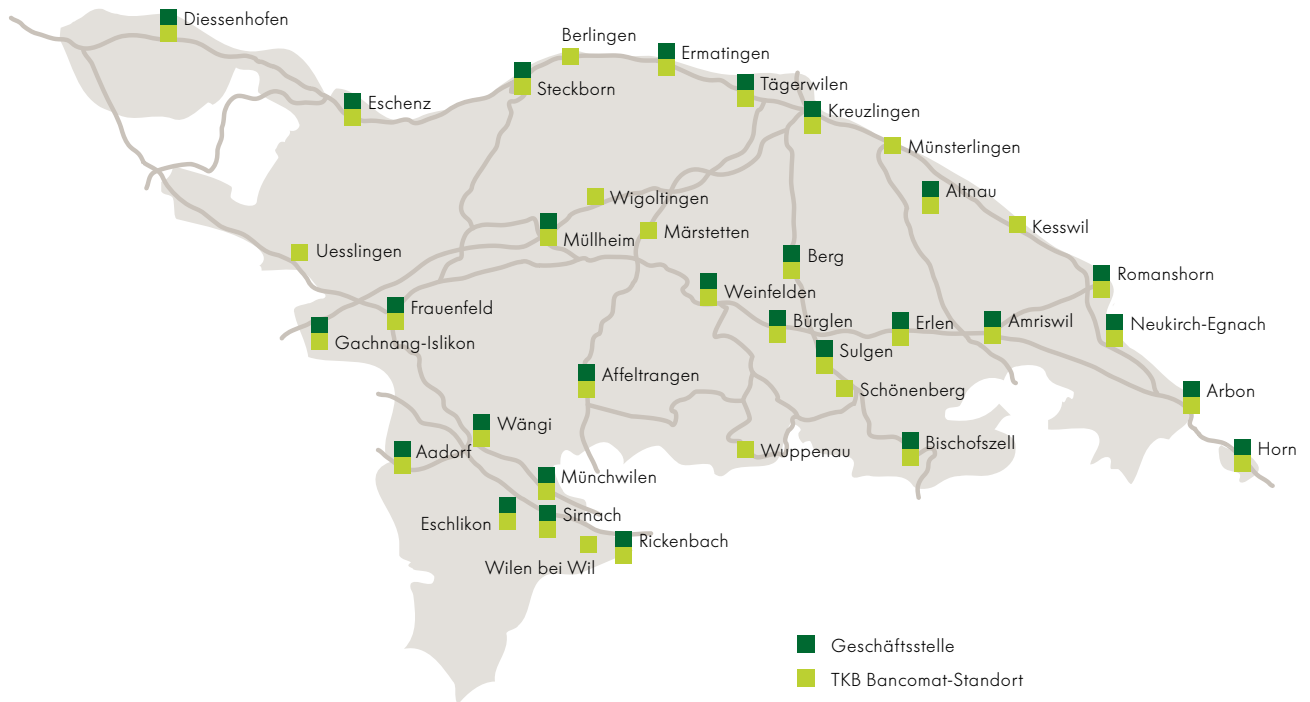 Diessenhofen
Berlingen
Ermatingen
Steckborn
Tägerwilen
Eschenz
Kreuzlingen
Münsterlingen
Altnau
Wigoltingen
Kesswil
Müllheim
Märstetten
Uesslingen
Berg
Romanshorn
Weinfelden
Frauenfeld
Bürglen
Erlen
Amriswil
Neukirch-Egnach
Gachnang-Islikon
Sulgen
Affeltrangen
Schönenberg
Arbon
Wängi
Bischofszell
Aadorf
Wuppenau
Horn
Münchwilen
Sirnach
Eschlikon
Rickenbach
Wilen bei Wil
Geschäftsstelle
TKB Bancomat-Standort